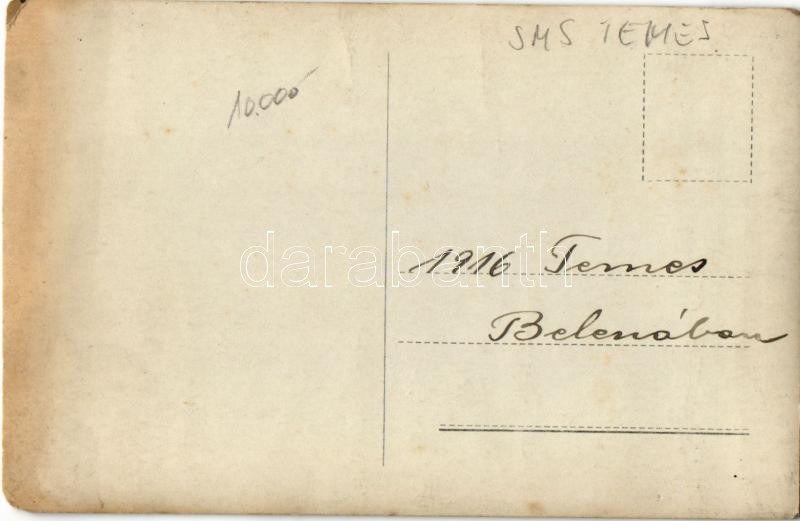 SMS TEMES
10.000
darabanth
1916 Temes
Belenában